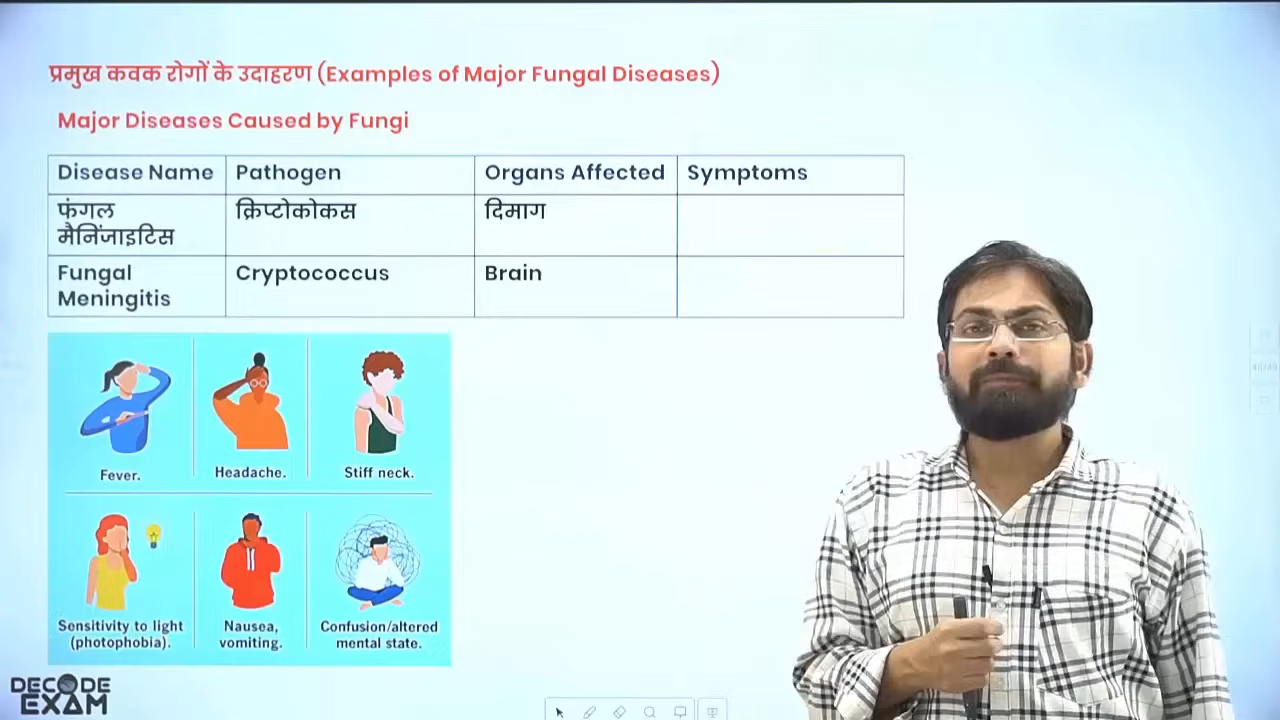 प्रमुख कवक रोगों के उदाहरण (Examples of Major Fungal Diseases)
Major Diseases Caused by Fungi
Disease Name Pathogen Organs Affected Symptoms
फंगल मैनिंजाइटिस क्रिप्टोकोकस दिमाग
Fungal Meningitis Cryptococcus Brain
Fever. Headache. Stiff neck.
Sensitivity to light (photophobia). Nausea, vomiting. Confusion/altered mental state.
DECODE
EXAM